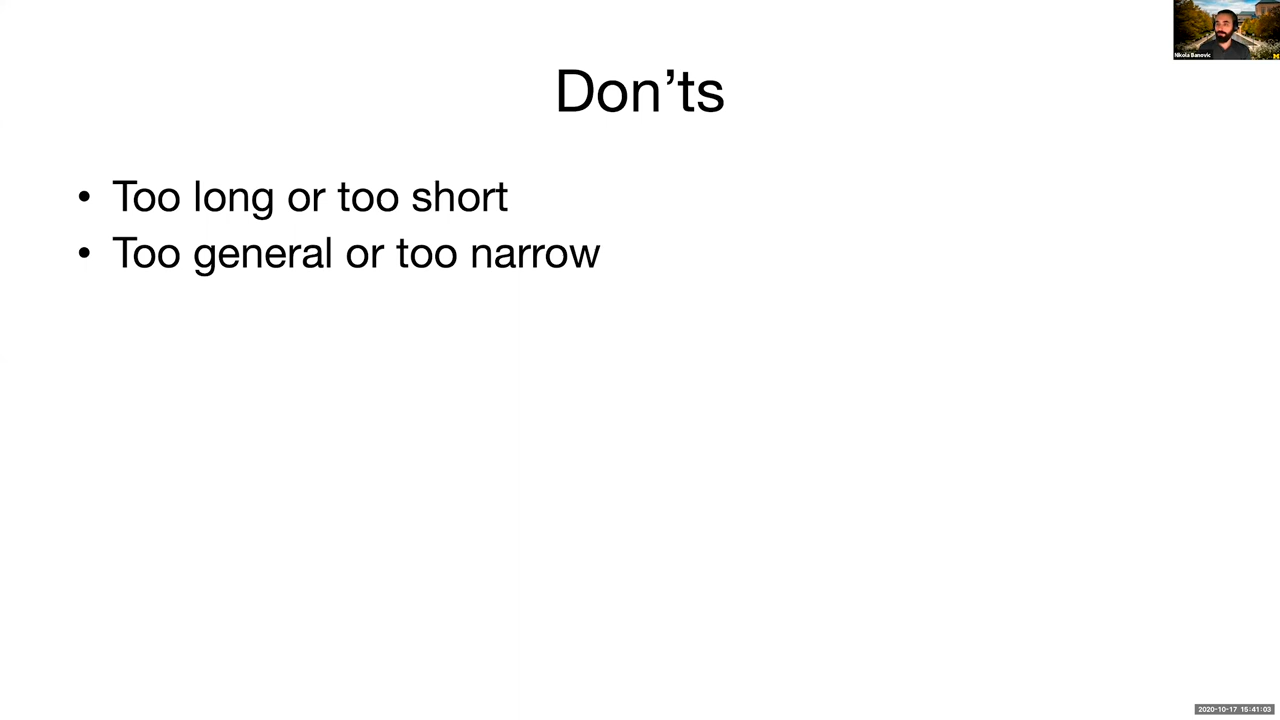 Nikola Banovic
Don'ts
• Too long or too short
• Too general or too narrow
2020-10-17 15:41:03